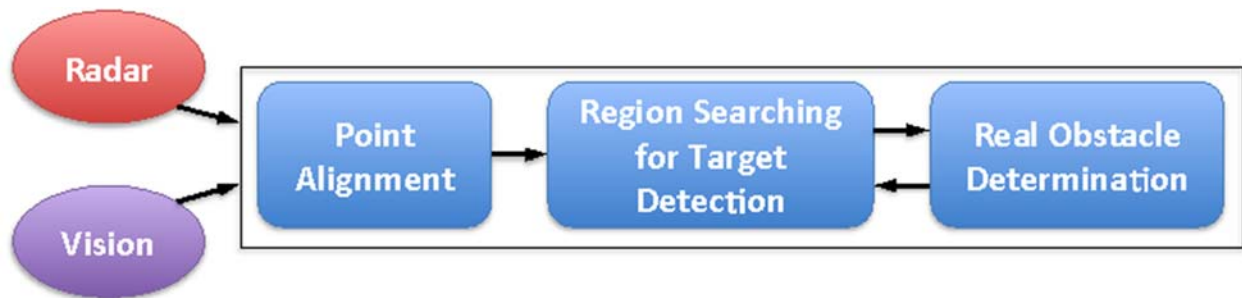 Radar
Vision
Point
Alignment
Region Searching
for Target
Detection
Real Obstacle
Determination